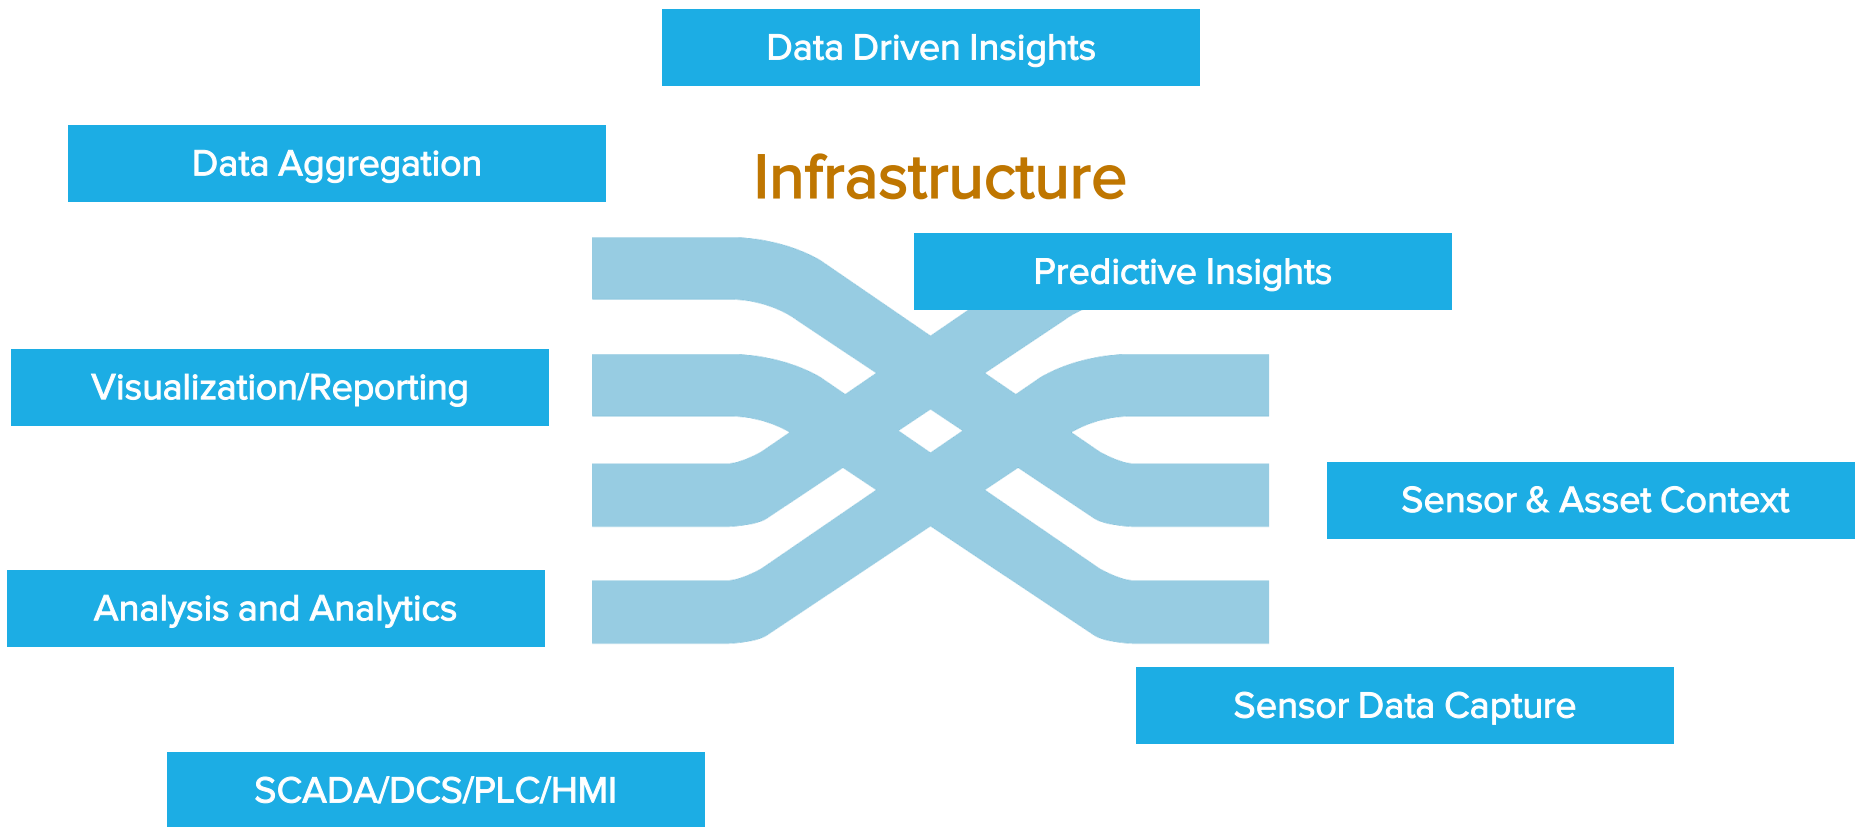 Data Driven Insights
Data Aggregation
Infrastructure
Predictive Insights
Visualization/Reporting
Sensor & Asset Context
Analysis and Analytics
Sensor Data Capture
SCADA/DCS/PLC/HMI